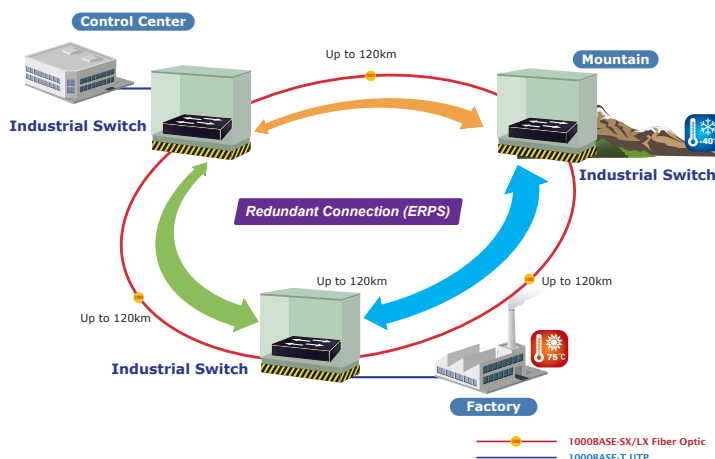 Control Center
Up to 120km
Mountain
Industrial Switch
-40°
Industrial Switch
Redundant Connection (ERPS)
Up to 120km
Up to 120km
Up to 120km
Industrial Switch
75°C
Factory
1000BASE-SX/LX Fiber Optic
1000BASE-T UTP